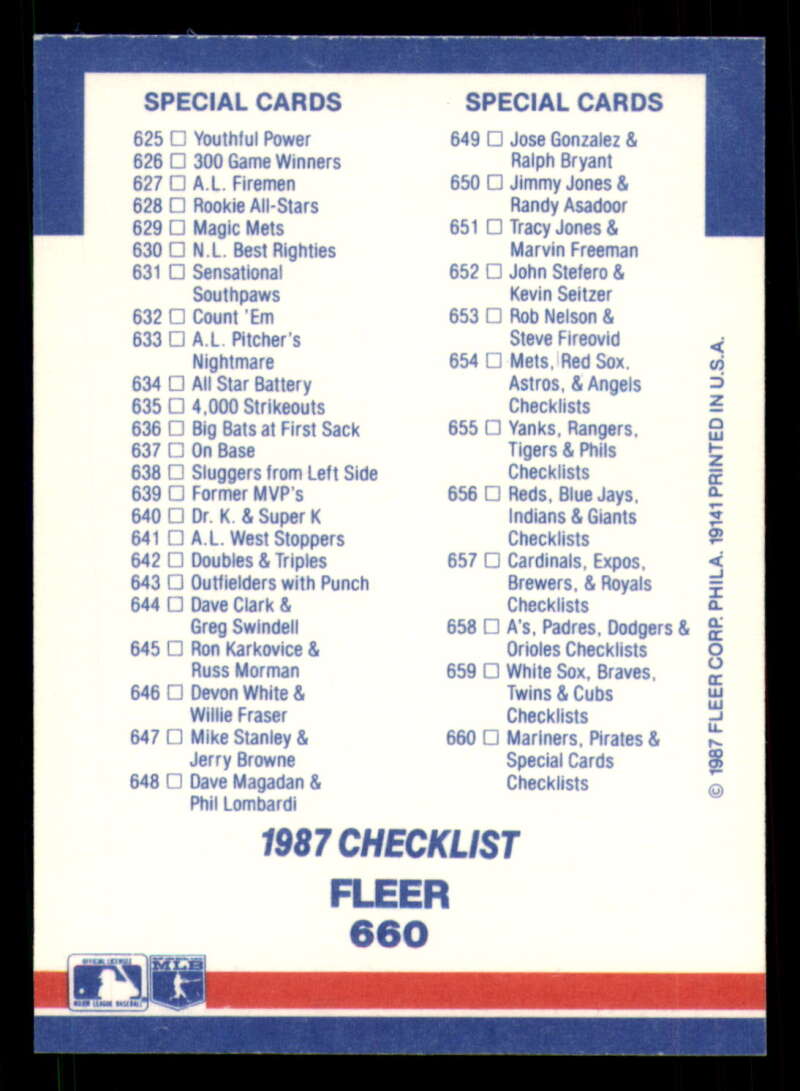 SPECIAL CARDS
625 □ Youthful Power
626 □ 300 Game Winners
627 □ A.L. Firemen
628 □ Rookie All-Stars
629 □ Magic Mets
630 □ N.L. Best Righties
631 □ Sensational
Southpaws
632 □ Count 'Em
633 □ A.L. Pitcher's
Nightmare
634 □ All Star Battery
635 □ 4,000 Strikeouts
636 □ Big Bats at First Sack
637 □ On Base
638 □ Sluggers from Left Side
639 □ Former MVP's
640 □ Dr. K. & Super K
641 □ A.L. West Stoppers
642 □ Doubles & Triples
643 □ Outfielders with Punch
644 □ Dave Clark &
Greg Swindell
645 □ Ron Karkovice &
Russ Morman
646 □ Devon White &
Willie Fraser
647 □ Mike Stanley &
Jerry Browne
648 □ Dave Magadan &
Phil Lombardi
SPECIAL CARDS
649 □ Jose Gonzalez &
Ralph Bryant
650 □ Jimmy Jones &
Randy Asadoor
651 □ Tracy Jones &
Marvin Freeman
652 □ John Stefero &
Kevin Seitzer
653 □ Rob Nelson &
Steve Fireovid
654 □ Mets, Red Sox,
Astros, & Angels
Checklists
655 □ Yanks, Rangers,
Tigers & Phils
Checklists
656 □ Reds, Blue Jays,
Indians & Giants
Checklists
657 □ Cardinals, Expos,
Brewers, & Royals
Checklists
658 □ A's, Padres, Dodgers &
Orioles Checklists
659 □ White Sox, Braves,
Twins & Cubs
Checklists
660 □ Mariners, Pirates &
Special Cards
Checklists
© 1987 FLEER CORP. PHILA. 19141 PRINTED IN U.S.A.
1987 CHECKLIST
FLEER
660
OFFICIAL LICENSEE
MAJOR LEAGUE BASEBALL
MLB